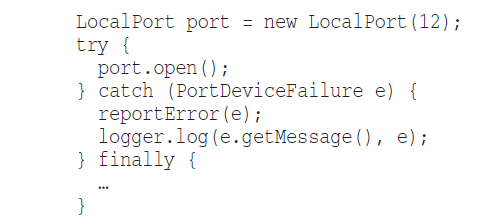 LocalPort port = new LocalPort(12);
try {
  port.open();
} catch (PortDeviceFailure e) {
  reportError(e);
  logger.log(e.getMessage(), e);
} finally {
  …
}